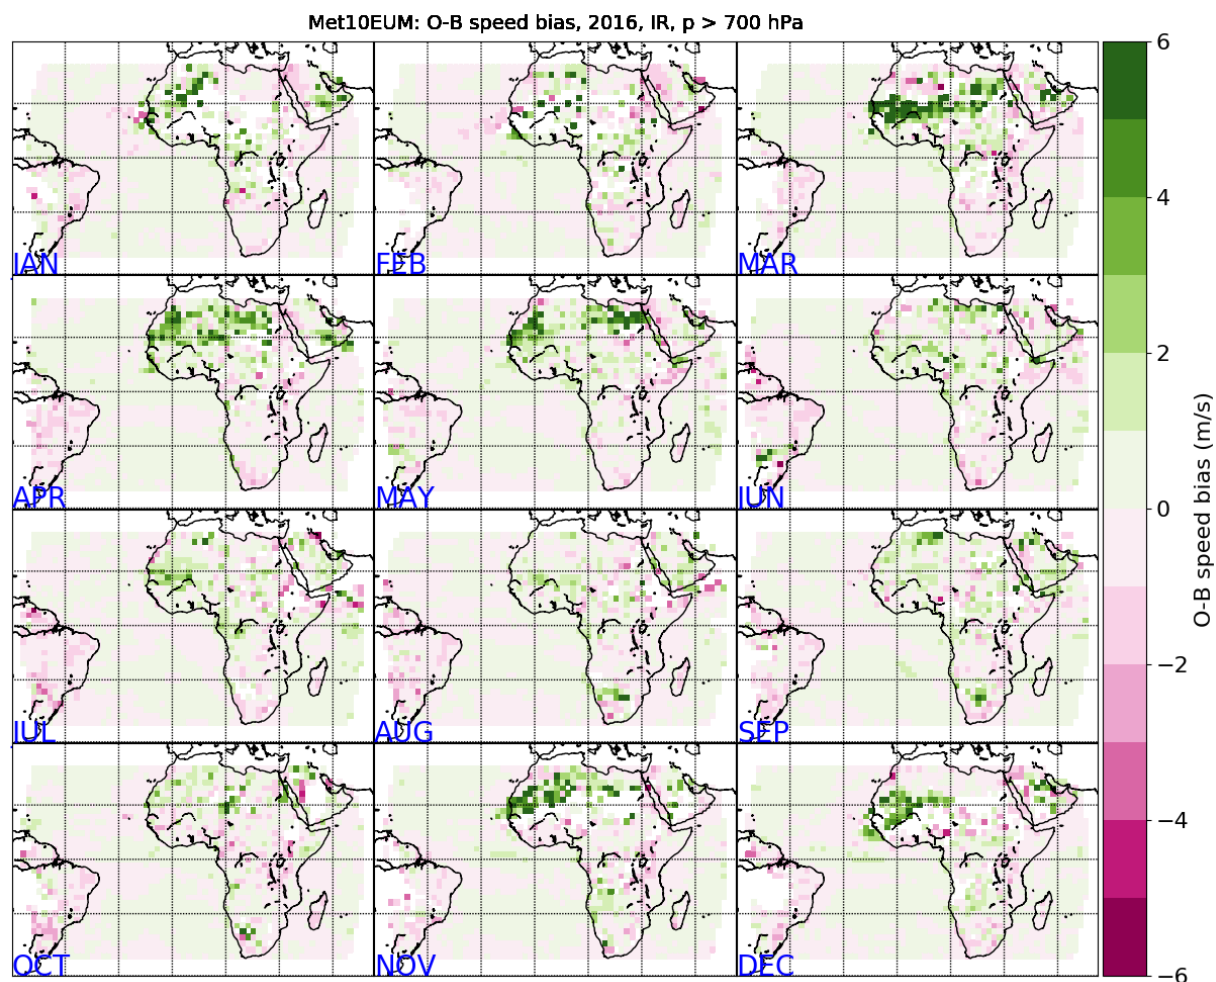 Met10EUM: O-B speed bias, 2016, IR, p > 700 hPa
JAN
FEB
MAR
APR
MAY
JUN
JUL
AUG
SEP
OCT
NOV
DEC
6
4
2
0
−2
−4
−6
O-B speed bias (m/s)